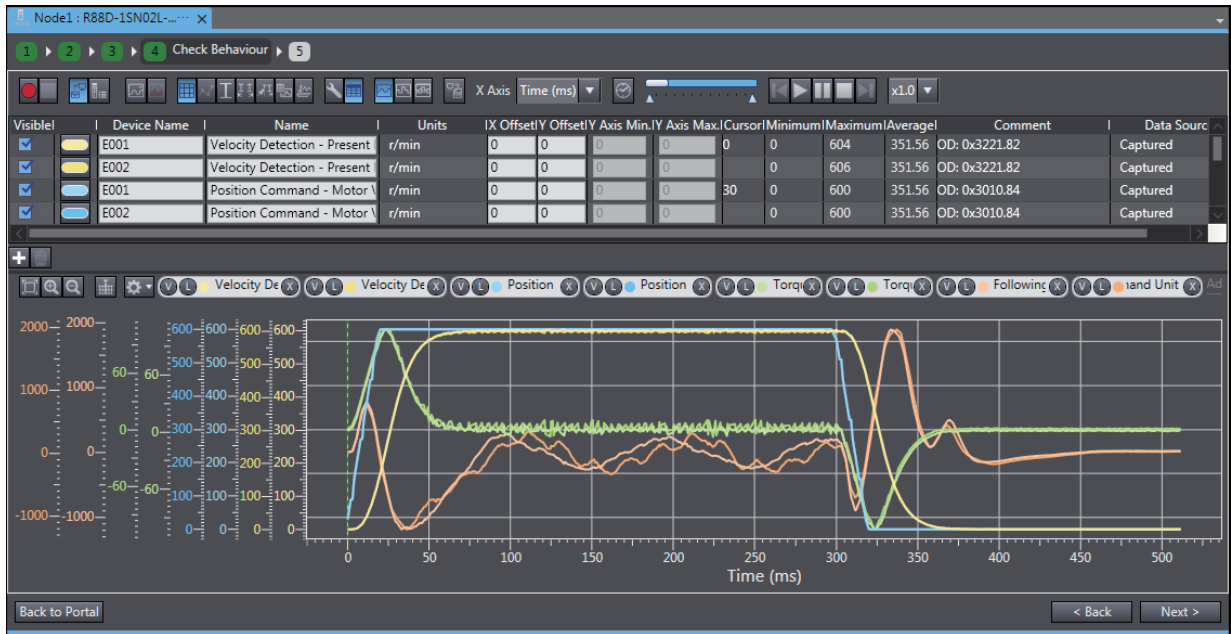 Node1 : R88D-1SN02L-...··· X
1 2 3 4 Check Behaviour 5
X Axis Time (ms) x1.0
Visible Device Name Name Units X Offset Y Offset Y Axis Min. Y Axis Max. Cursor Minimum Maximum Average Comment Data Sourc
E001 Velocity Detection - Present r/min 0 0 0 0 0 0 604 351.56 OD: 0x3221.82 Captured
E002 Velocity Detection - Present r/min 0 0 0 0 0 606 351.56 OD: 0x3221.82 Captured
E001 Position Command - Motor V r/min 0 0 0 0 30 0 600 351.56 OD: 0x3010.84 Captured
E002 Position Command - Motor V r/min 0 0 0 0 0 600 351.56 OD: 0x3010.84 Captured
V L Velocity De X V L Velocity De X V L Position X V L Position X V L Torqu X V L Torqu X V L Following X V L and Unit X Ad
2000 2000 600 600 600 600
60 60 500 500 500 500
1000 1000 400 400 400 400
0 0 300 300 300 300
0 0 200 200 200 200
-60 -60 100 100 100 100
-1000 -1000 0 0 0 0
0 50 100 150 200 250 300 350 400 450 500
Time (ms)
Back to Portal < Back Next >